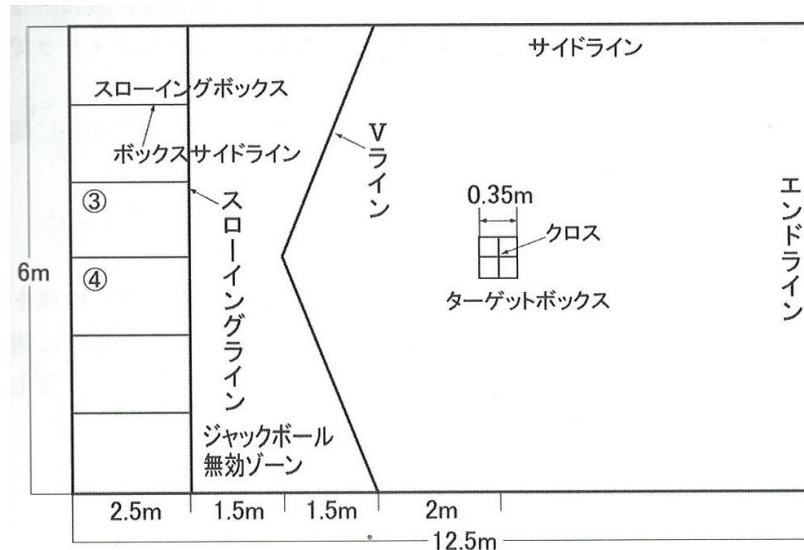 サイドライン
スローイングボックス
Vライン
ボックスサイドライン
③
スローイングライン
0.35m
エンドライン
クロス
6m
④
ターゲットボックス
ジャックボール
無効ゾーン
2.5m
1.5m
1.5m
2m
12.5m